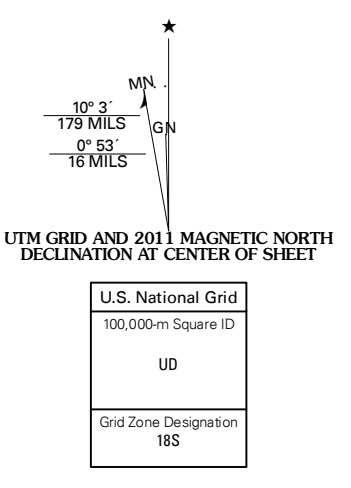 ★
MN
10° 3´
179 MILS
GN
0° 53´
16 MILS
UTM GRID AND 2011 MAGNETIC NORTH
DECLINATION AT CENTER OF SHEET
U.S. National Grid
100,000-m Square ID
UD
Grid Zone Designation
18S